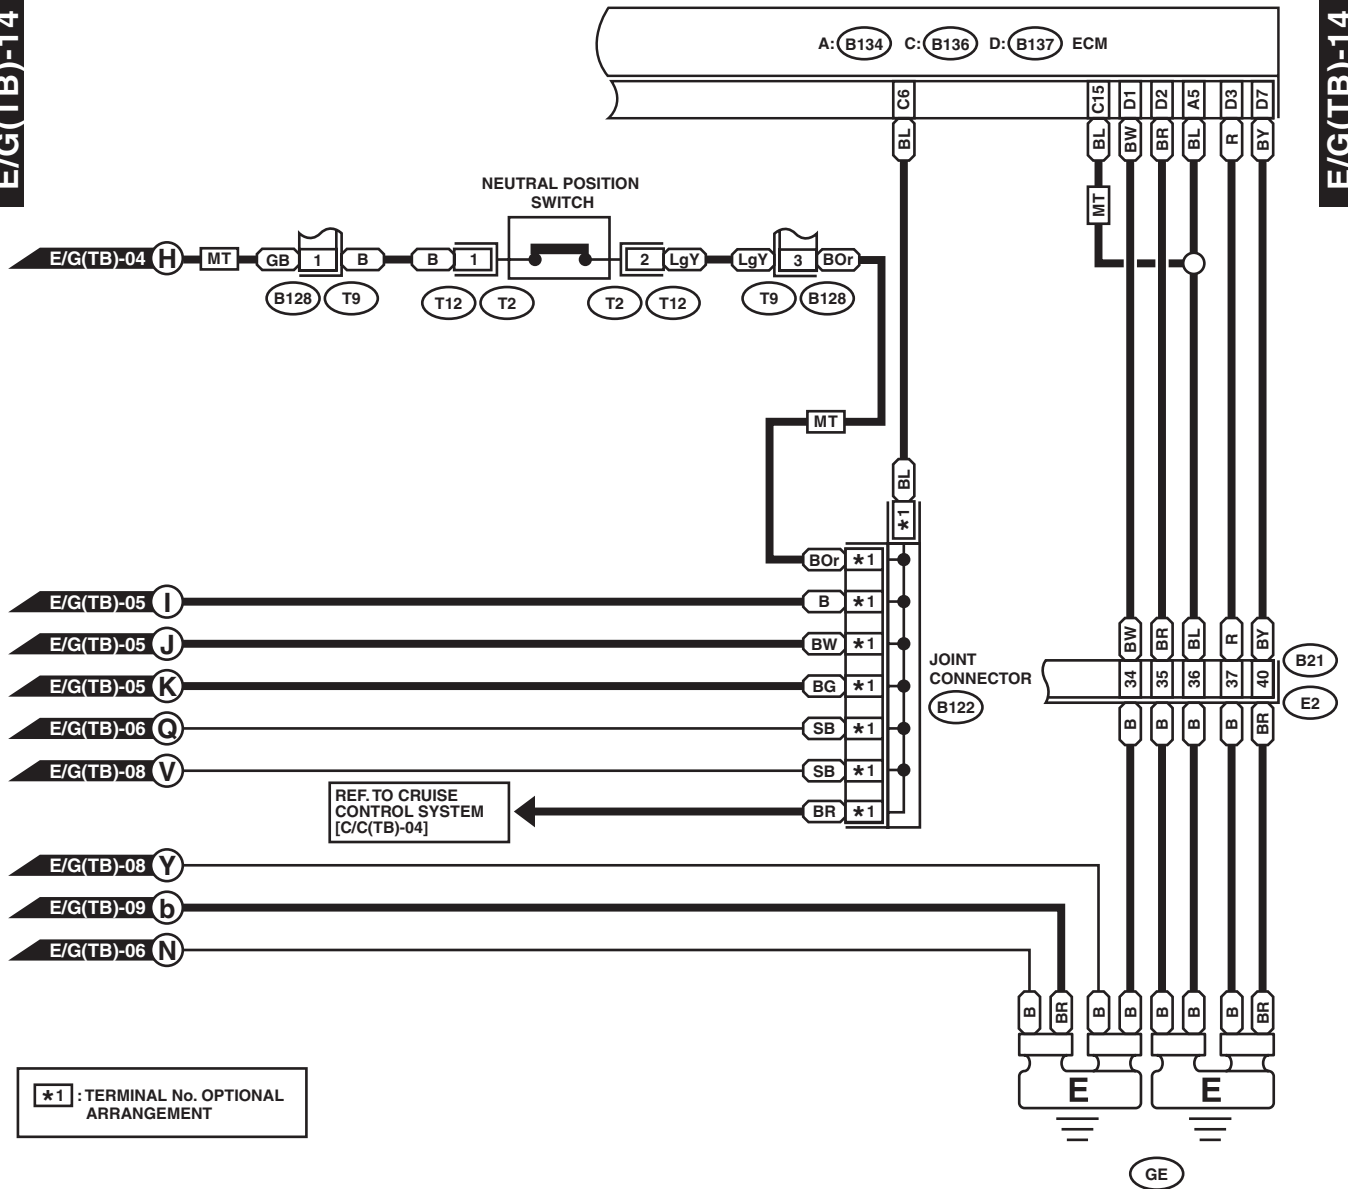 E/G(TB)-14
E/G(TB)-14
A: B134 C: B136 D: B137 ECM
C6 C15 D1 D2 A5 D3 D7
BL BL BW BR BL R BY
MT
NEUTRAL POSITION
SWITCH
E/G(TB)-04 H MT GB 1 B B 1 2 LgY LgY 3 BOr
B128 T9 T12 T2 T2 T12 T9 B128
MT
BL
*1
BOr *1
E/G(TB)-05 I B *1
E/G(TB)-05 J BW *1
E/G(TB)-05 K BG *1
E/G(TB)-06 Q SB *1
E/G(TB)-08 V SB *1
BR *1
JOINT
CONNECTOR
B122
BW BR BL R BY
34 35 36 37 40
B B B B BR
B21
E2
REF. TO CRUISE
CONTROL SYSTEM
[C/C(TB)-04]
E/G(TB)-08 Y
E/G(TB)-09 b
E/G(TB)-06 N
B BR B B B B B BR
E E
GE
*1 : TERMINAL No. OPTIONAL
ARRANGEMENT